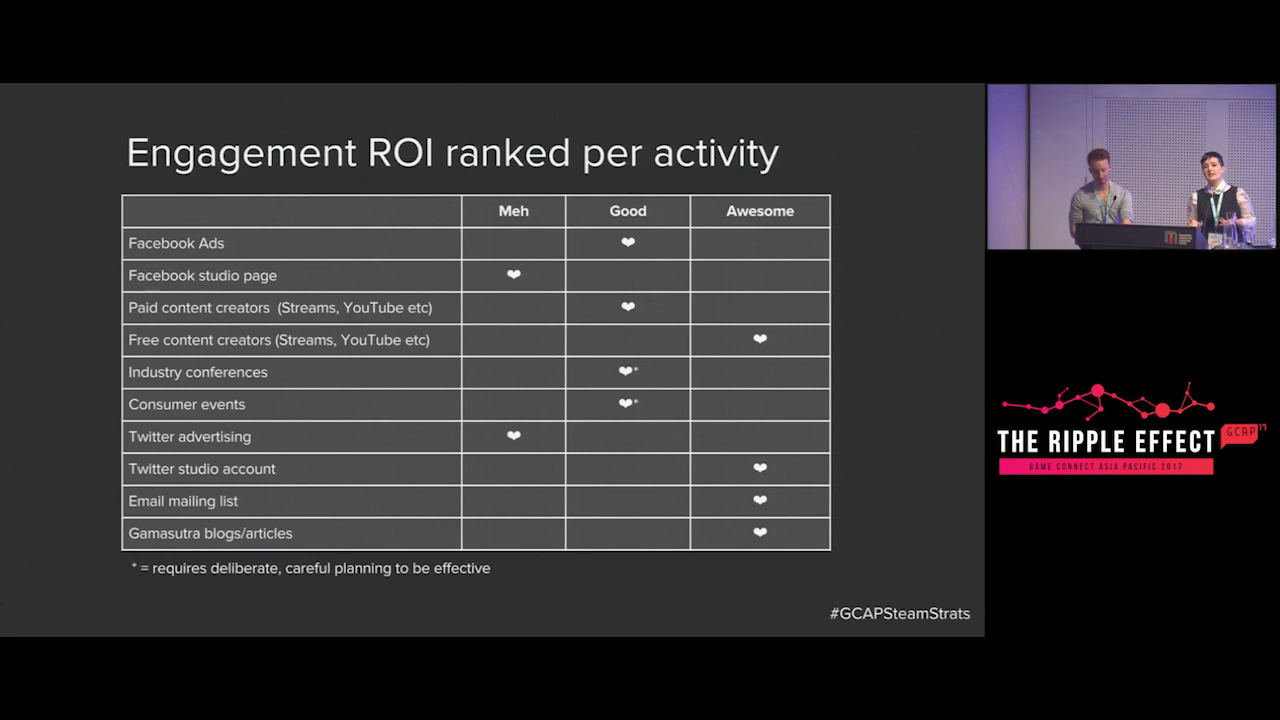 Engagement ROI ranked per activity
Meh Good Awesome
Facebook Ads ❤
Facebook studio page ❤
Paid content creators (Streams, YouTube etc) ❤
Free content creators (Streams, YouTube etc) ❤
Industry conferences ❤*
Consumer events ❤*
Twitter advertising ❤
Twitter studio account ❤
Email mailing list ❤
Gamasutra blogs/articles ❤
* = requires deliberate, careful planning to be effective
#GCAPSteamStrats
THE RIPPLE EFFECT
GCAP17
GAME CONNECT ASIA PACIFIC 2017